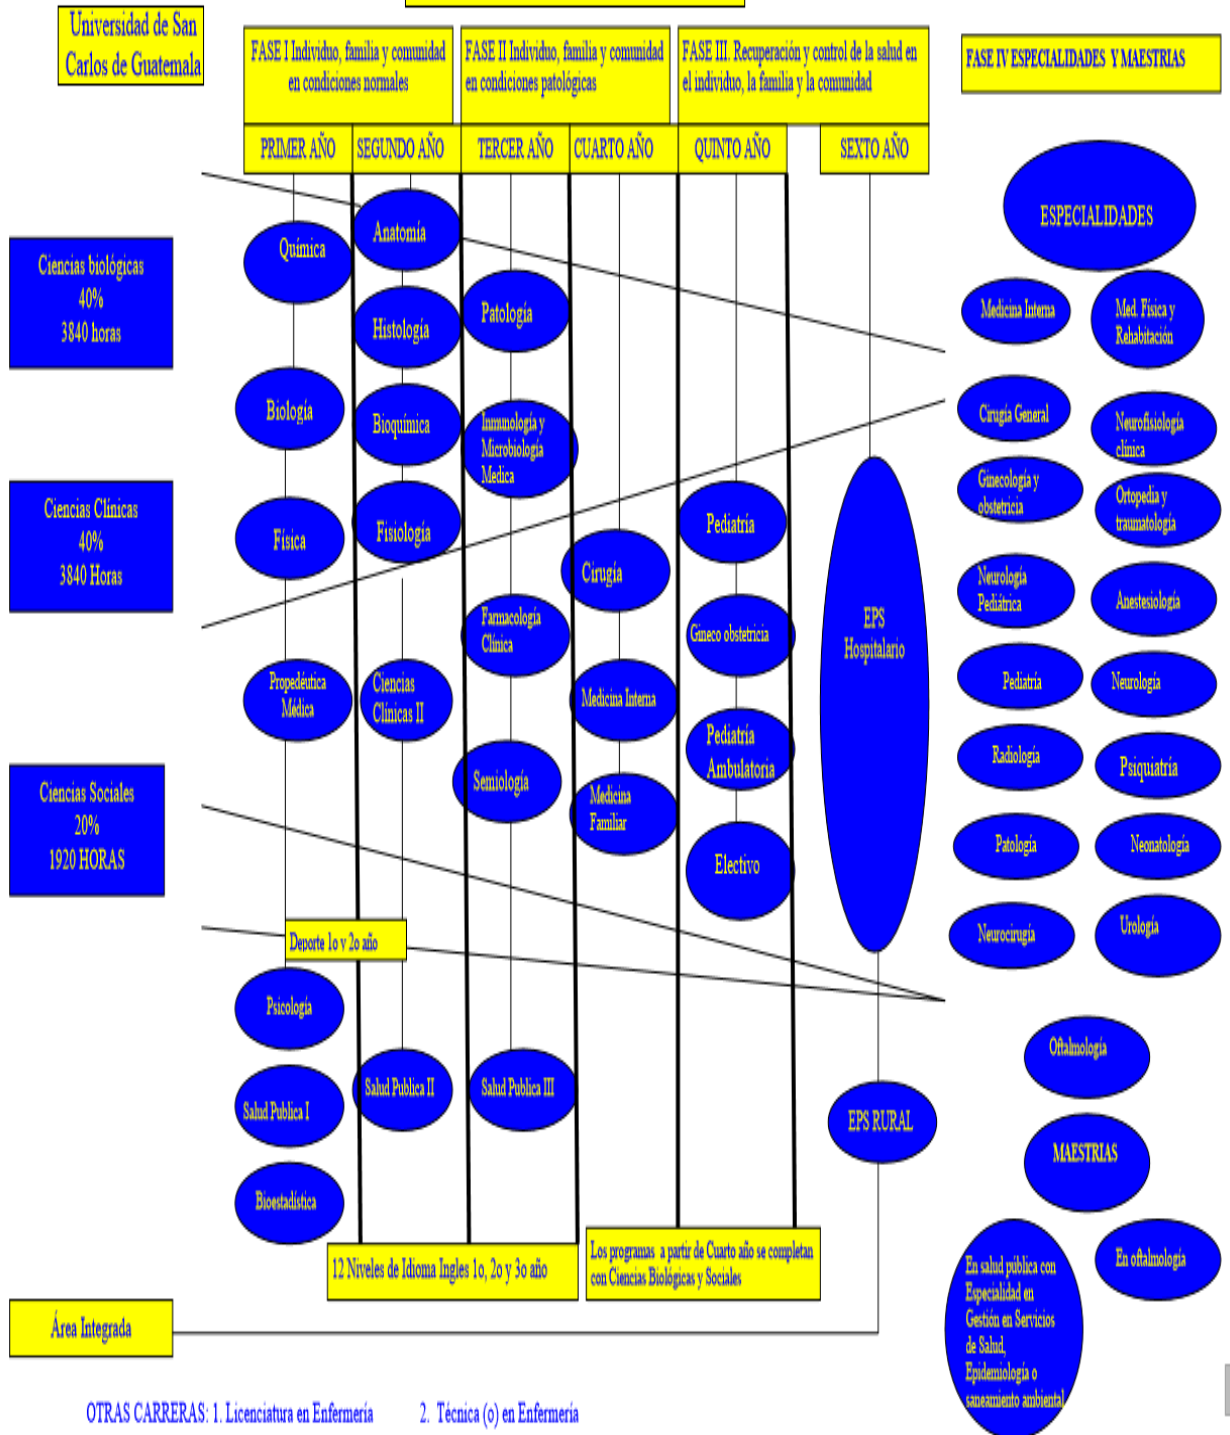 Universidad de San
Carlos de Guatemala
FASE I Individuo, familia y comunidad
en condiciones normales
FASE II Individuo, familia y comunidad
en condiciones patológicas
FASE III. Recuperación y control de la salud en
el individuo, la familia y la comunidad
FASE IV ESPECIALIDADES Y MAESTRIAS
PRIMER AÑO
SEGUNDO AÑO
TERCER AÑO
CUARTO AÑO
QUINTO AÑO
SEXTO AÑO
Ciencias biológicas
40%
3840 horas
Ciencias Clínicas
40%
3840 Horas
Ciencias Sociales
20%
1920 HORAS
Química
Biología
Física
Propedéutica
Médica
Deporte 1o y 2o año
Psicología
Salud Publica I
Bioestadística
Anatomía
Histología
Bioquímica
Fisiología
Ciencias
Clínicas II
Salud Publica II
Patología
Inmunología y
Microbiología
Medica
Farmacología
Clínica
Semiología
Salud Publica III
Cirugía
Medicina Interna
Medicina
Familiar
Pediatría
Gineco obstetricia
Pediatría
Ambulatoria
Electivo
EPS
Hospitalario
EPS RURAL
ESPECIALIDADES
Medicina Interna
Med. Física y
Rehabitación
Cirugía General
Neurofisiología
clínica
Ginecología y
obstetricia
Ortopedia y
traumatología
Neurología
Pediátrica
Anestesiología
Pediatría
Neurología
Radiología
Psiquiatría
Patología
Neonatología
Neurocirugía
Urología
Oftalmología
MAESTRIAS
En salud pública con
Especialidad en
Gestión en Servicios
de Salud,
Epidemiología o
saneamiento ambiental
En oftalmología
12 Niveles de Idioma Ingles 1o, 2o y 3o año
Los programas a partir de Cuarto año se completan
con Ciencias Biológicas y Sociales
Área Integrada
OTRAS CARRERAS: 1. Licenciatura en Enfermería 2. Técnica (o) en Enfermería